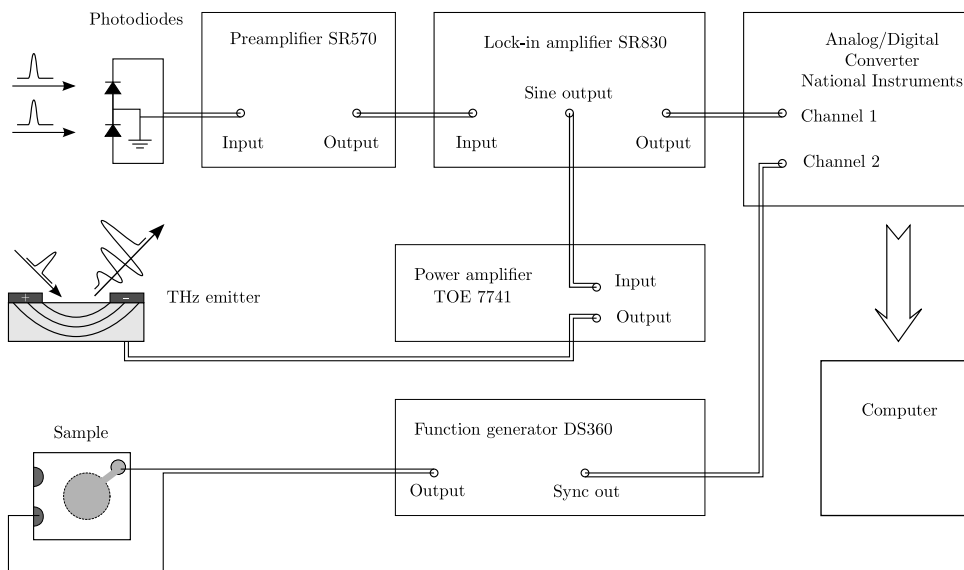 Photodiodes
Preamplifier SR570
Input
Output
Lock-in amplifier SR830
Sine output
Input
Output
Analog/Digital
Converter
National Instruments
Channel 1
Channel 2
+
−
THz emitter
Power amplifier
TOE 7741
Input
Output
Computer
Sample
Function generator DS360
Output
Sync out